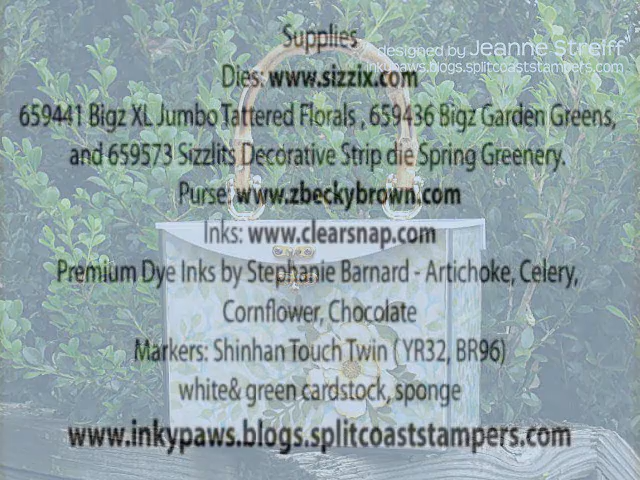 Supplies
designed by Jeanne Streiff
inkypaws.blogs.splitcoaststampers.com
Dies: www.sizzix.com
659441 Bigz XL Jumbo Tattered Florals , 659436 Bigz Garden Greens,
and 659573 Sizzlits Decorative Strip die Spring Greenery.
Purse: www.zbeckybrown.com
Inks: www.clearsnap.com
Premium Dye Inks by Stephanie Barnard - Artichoke, Celery,
Cornflower, Chocolate
Markers: Shinhan Touch Twin ( YR32, BR96)
white& green cardstock, sponge
www.inkypaws.blogs.splitcoaststampers.com